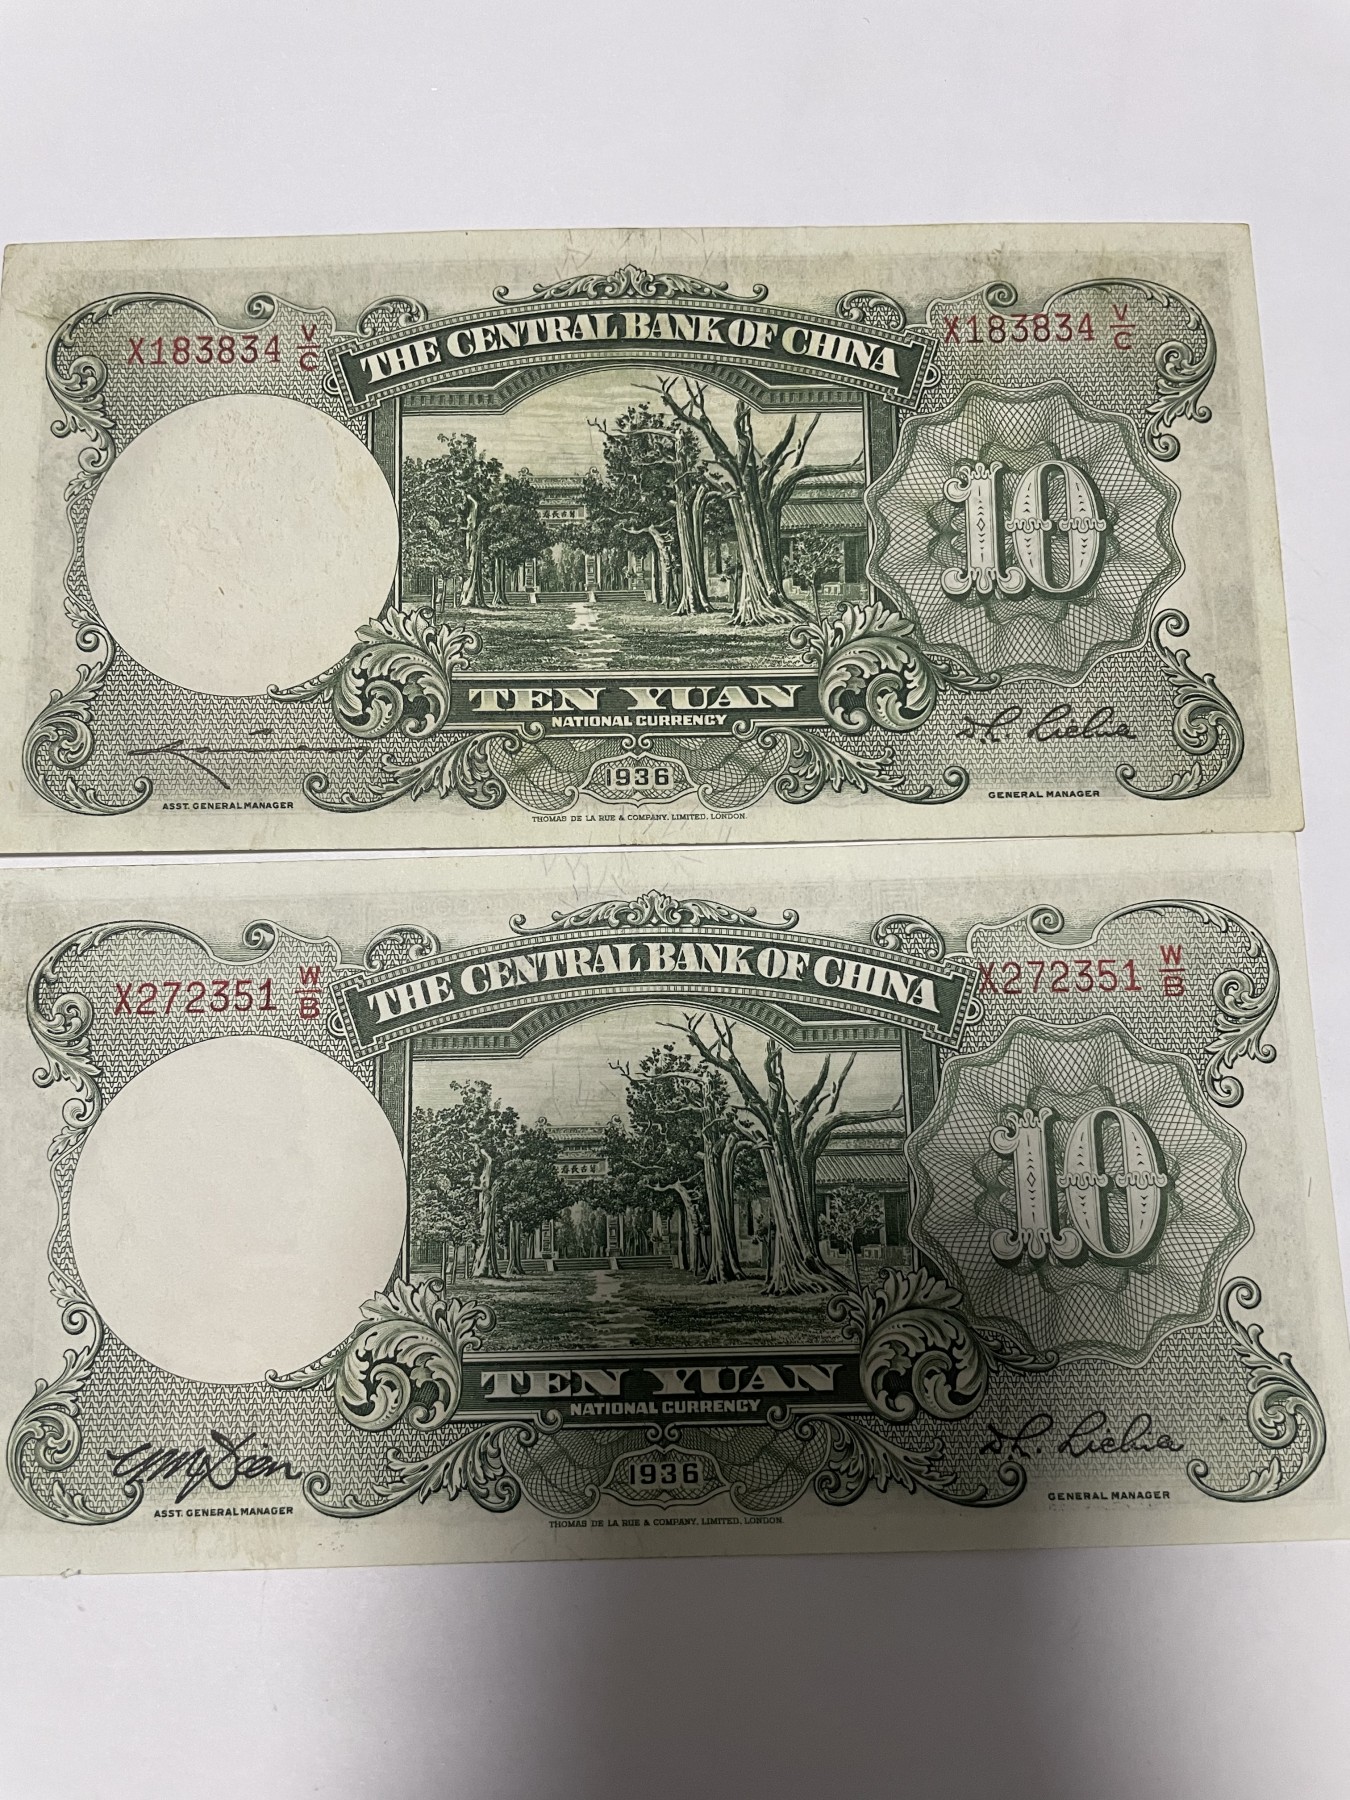 X183834 V/C
THE CENTRAL BANK OF CHINA
X183834 V/C
10
TEN YUAN
NATIONAL CURRENCY
1936
ASST. GENERAL MANAGER
GENERAL MANAGER
THOMAS DE LA RUE & COMPANY, LIMITED, LONDON.
X272351 W/B
THE CENTRAL BANK OF CHINA
X272351 W/B
10
TEN YUAN
NATIONAL CURRENCY
1936
ASST. GENERAL MANAGER
GENERAL MANAGER
THOMAS DE LA RUE & COMPANY, LIMITED, LONDON.